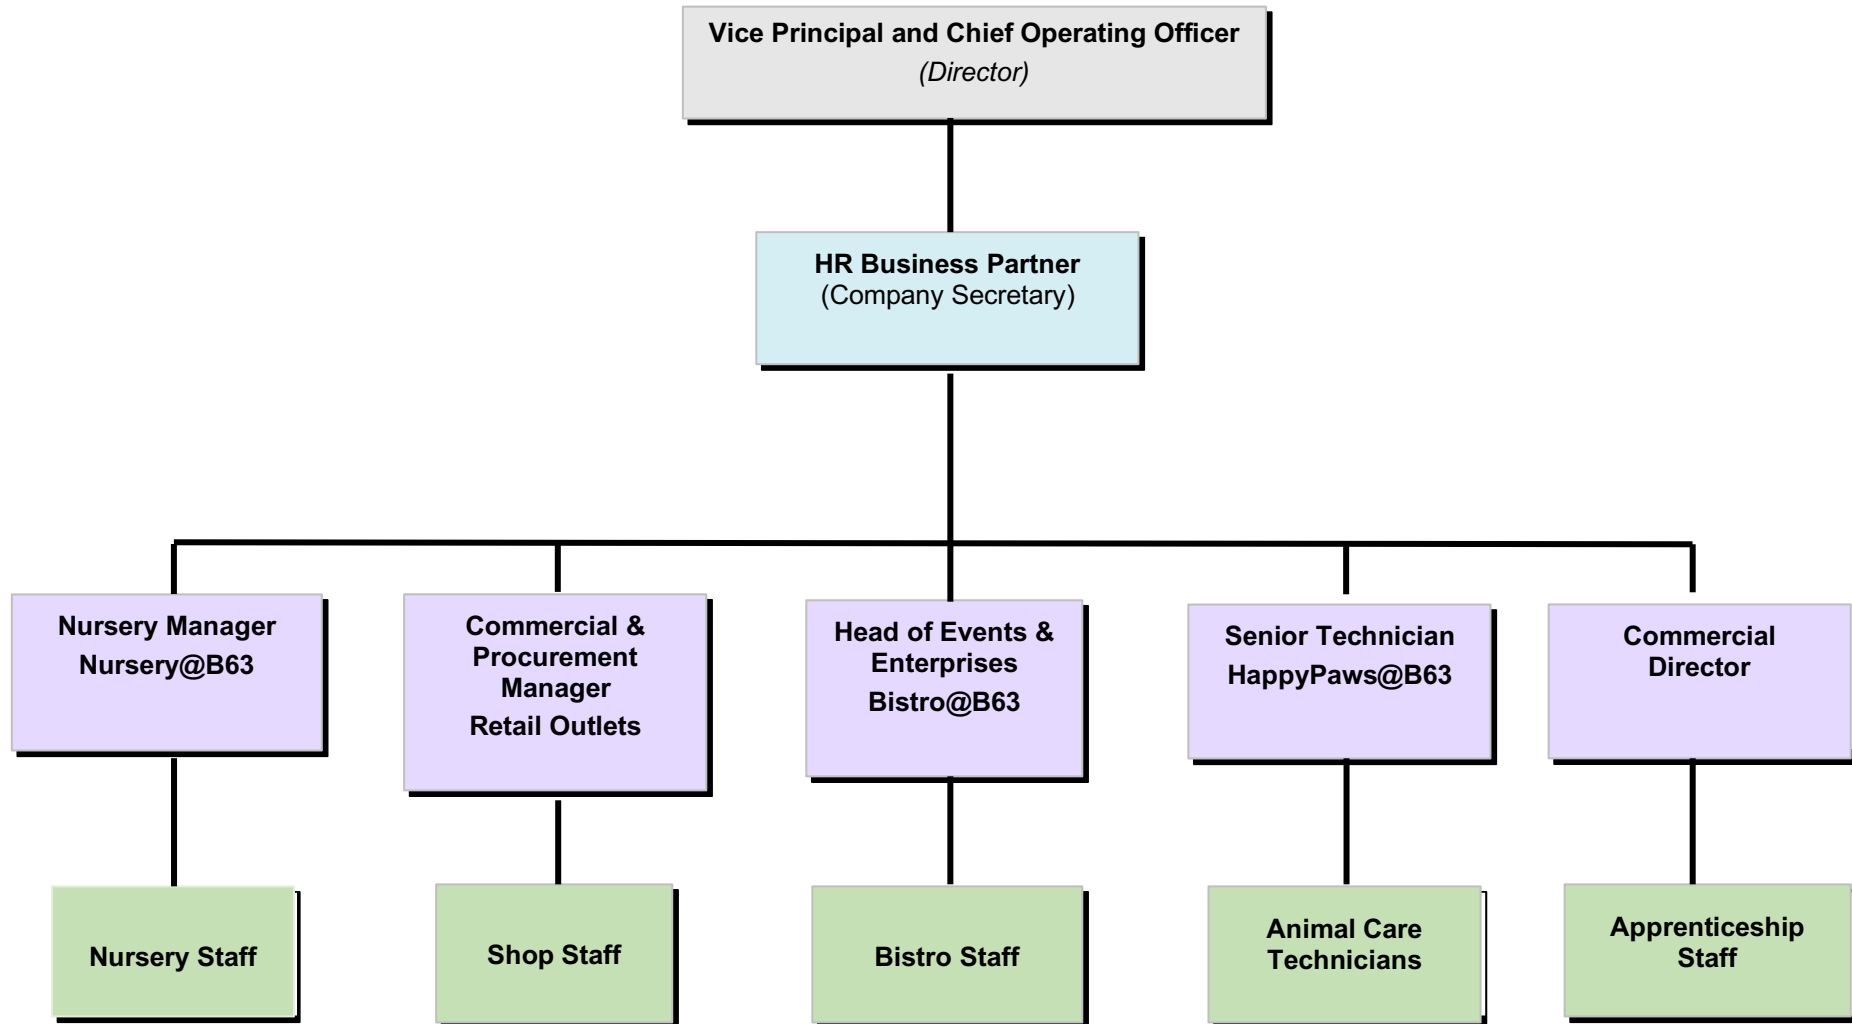 Vice Principal and Chief Operating Officer
(Director)
HR Business Partner
(Company Secretary)
Nursery Manager
Nursery@B63
Commercial &
Procurement
Manager
Retail Outlets
Head of Events &
Enterprises
Bistro@B63
Senior Technician
HappyPaws@B63
Commercial
Director
Nursery Staff
Shop Staff
Bistro Staff
Animal Care
Technicians
Apprenticeship
Staff